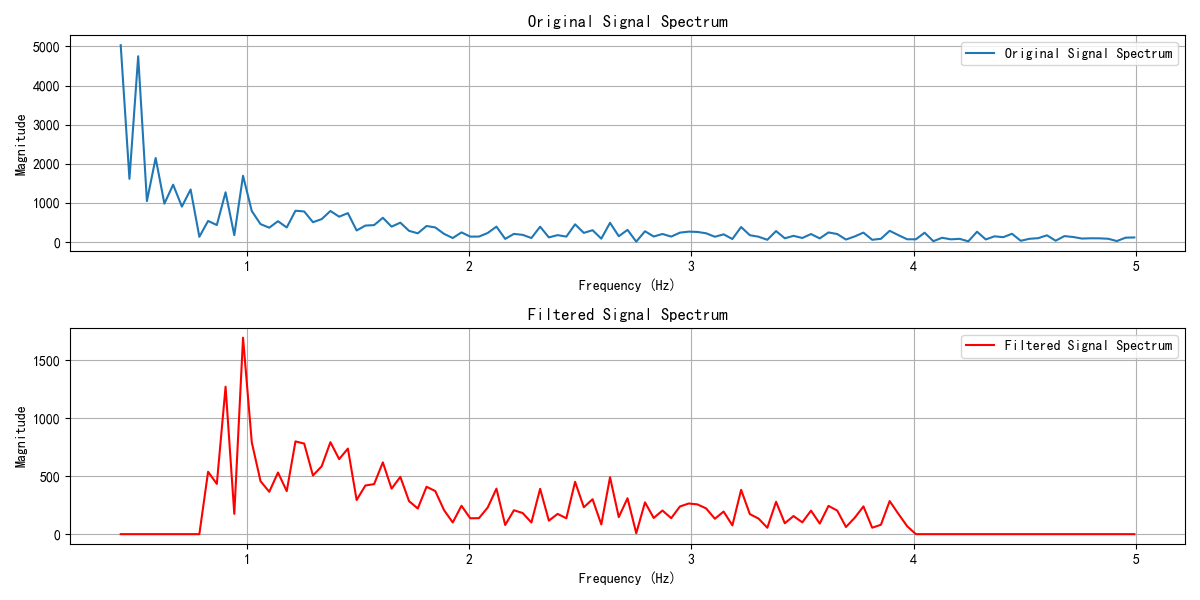 Original Signal Spectrum
5000
4000
3000
2000
1000
0
Magnitude
Original Signal Spectrum
1 2 3 4 5
Frequency (Hz)
Filtered Signal Spectrum
1500
1000
500
0
Magnitude
Filtered Signal Spectrum
1 2 3 4 5
Frequency (Hz)